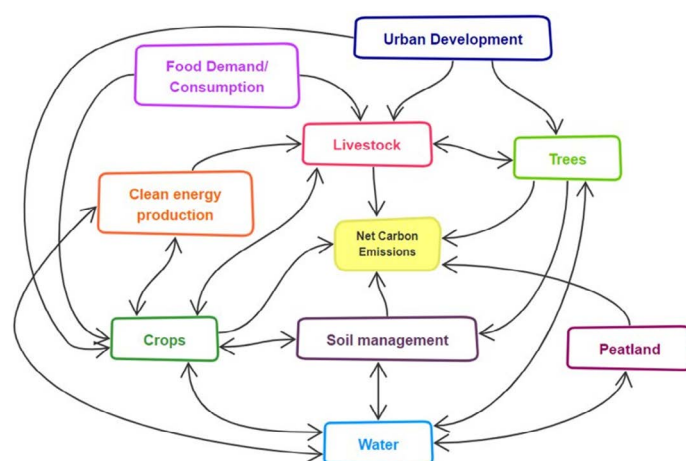 Urban Development
Food Demand/
Consumption
Livestock
Trees
Clean energy
production
Net Carbon
Emissions
Crops
Soil management
Peatland
Water